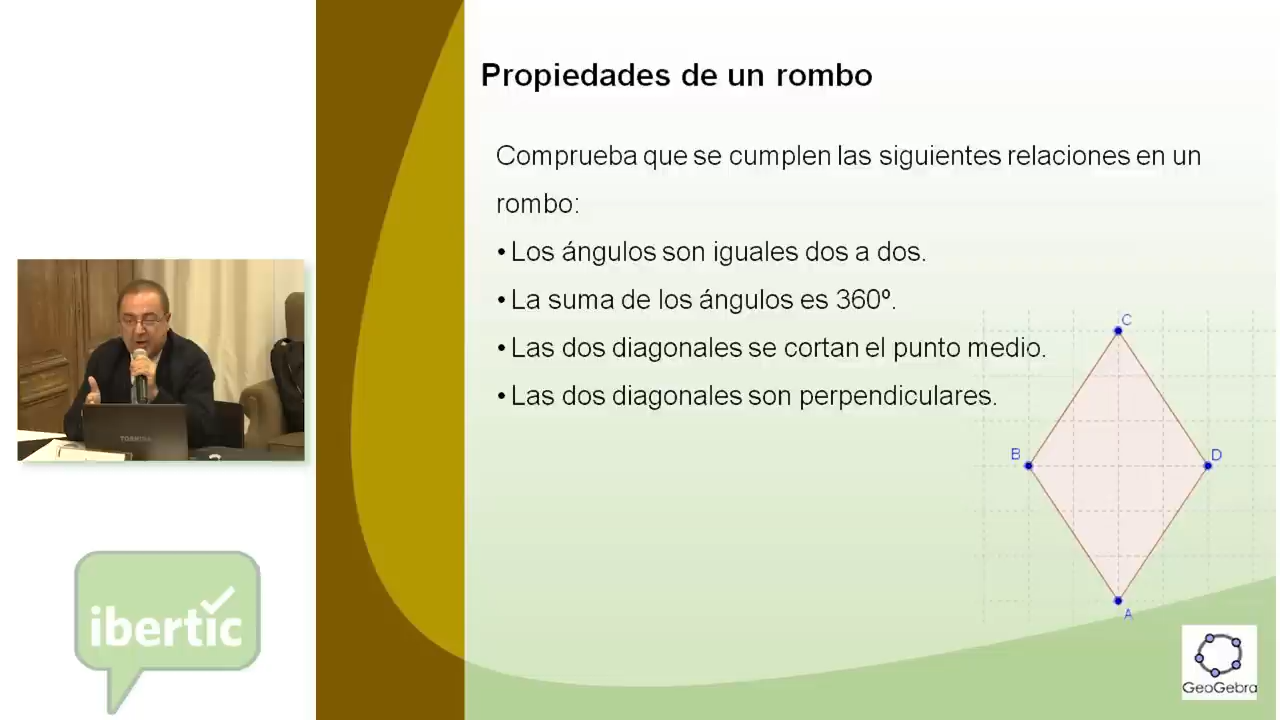 Propiedades de un rombo
Comprueba que se cumplen las siguientes relaciones en un
rombo:
• Los ángulos son iguales dos a dos.
• La suma de los ángulos es 360º.
• Las dos diagonales se cortan el punto medio.
• Las dos diagonales son perpendiculares.
C
B
D
A
GeoGebra
TOSHIBA
ibertic